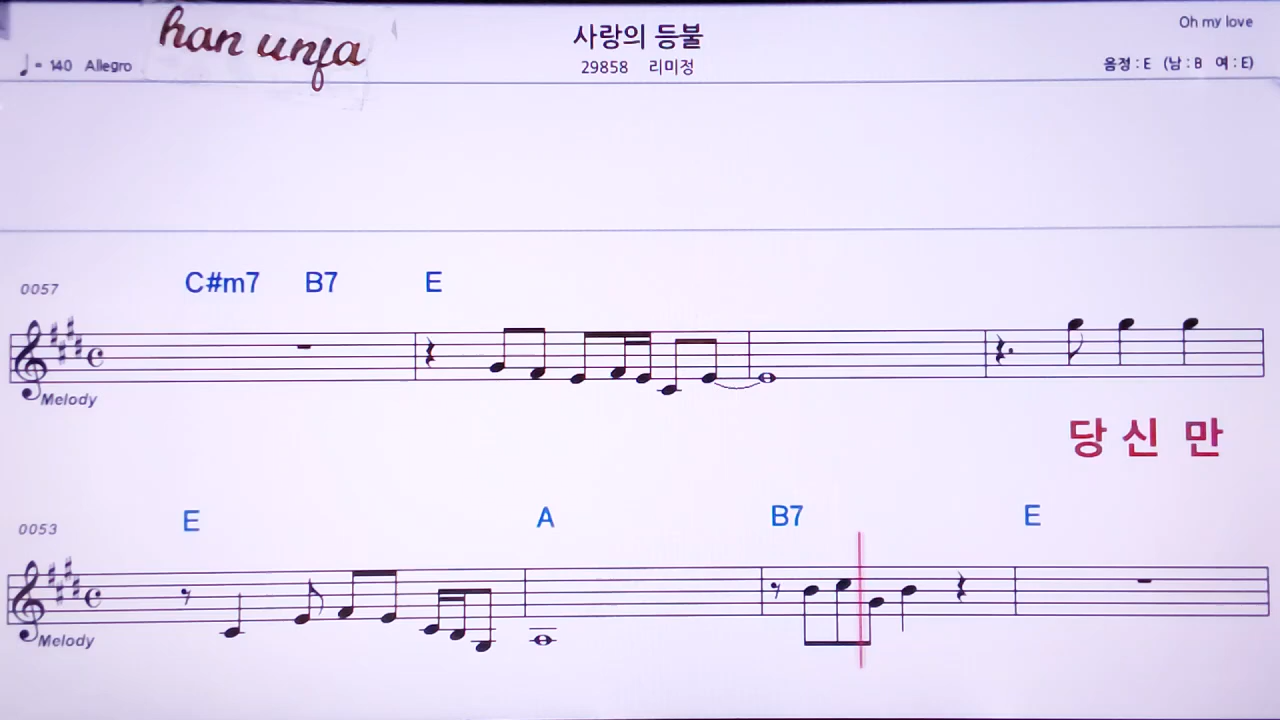 han unfa
사랑의 등불
Oh my love
♩= 140 Allegro
29858 리미정
음정 : E (남 : B 여 : E)
0057
C#m7 B7 E
Melody
당 신 만
0053
E A B7 E
Melody